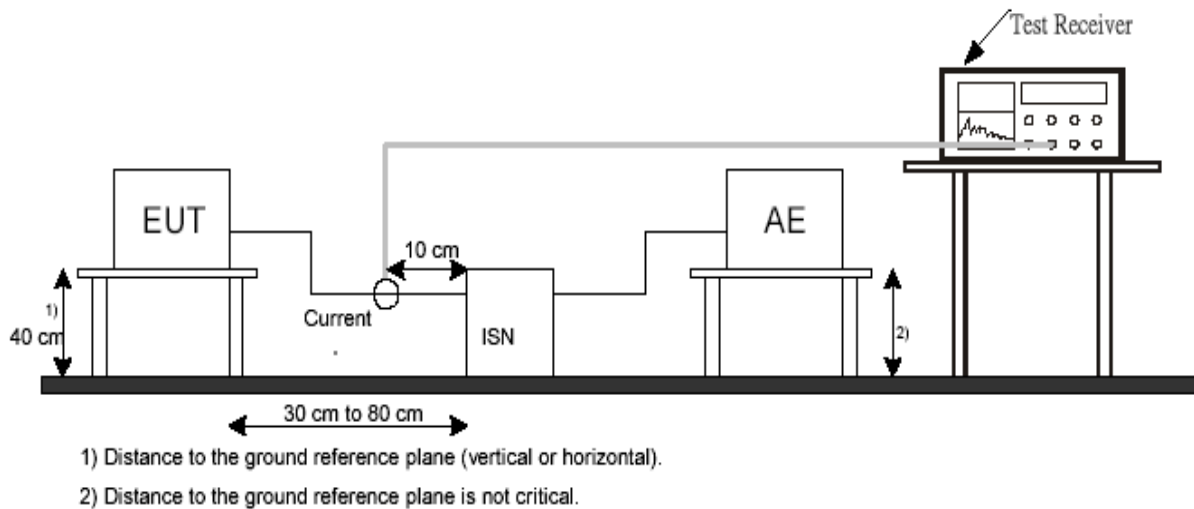 Test Receiver
EUT
AE
10 cm
1)
40 cm
Current
ISN
2)
30 cm to 80 cm
1) Distance to the ground reference plane (vertical or horizontal).
2) Distance to the ground reference plane is not critical.